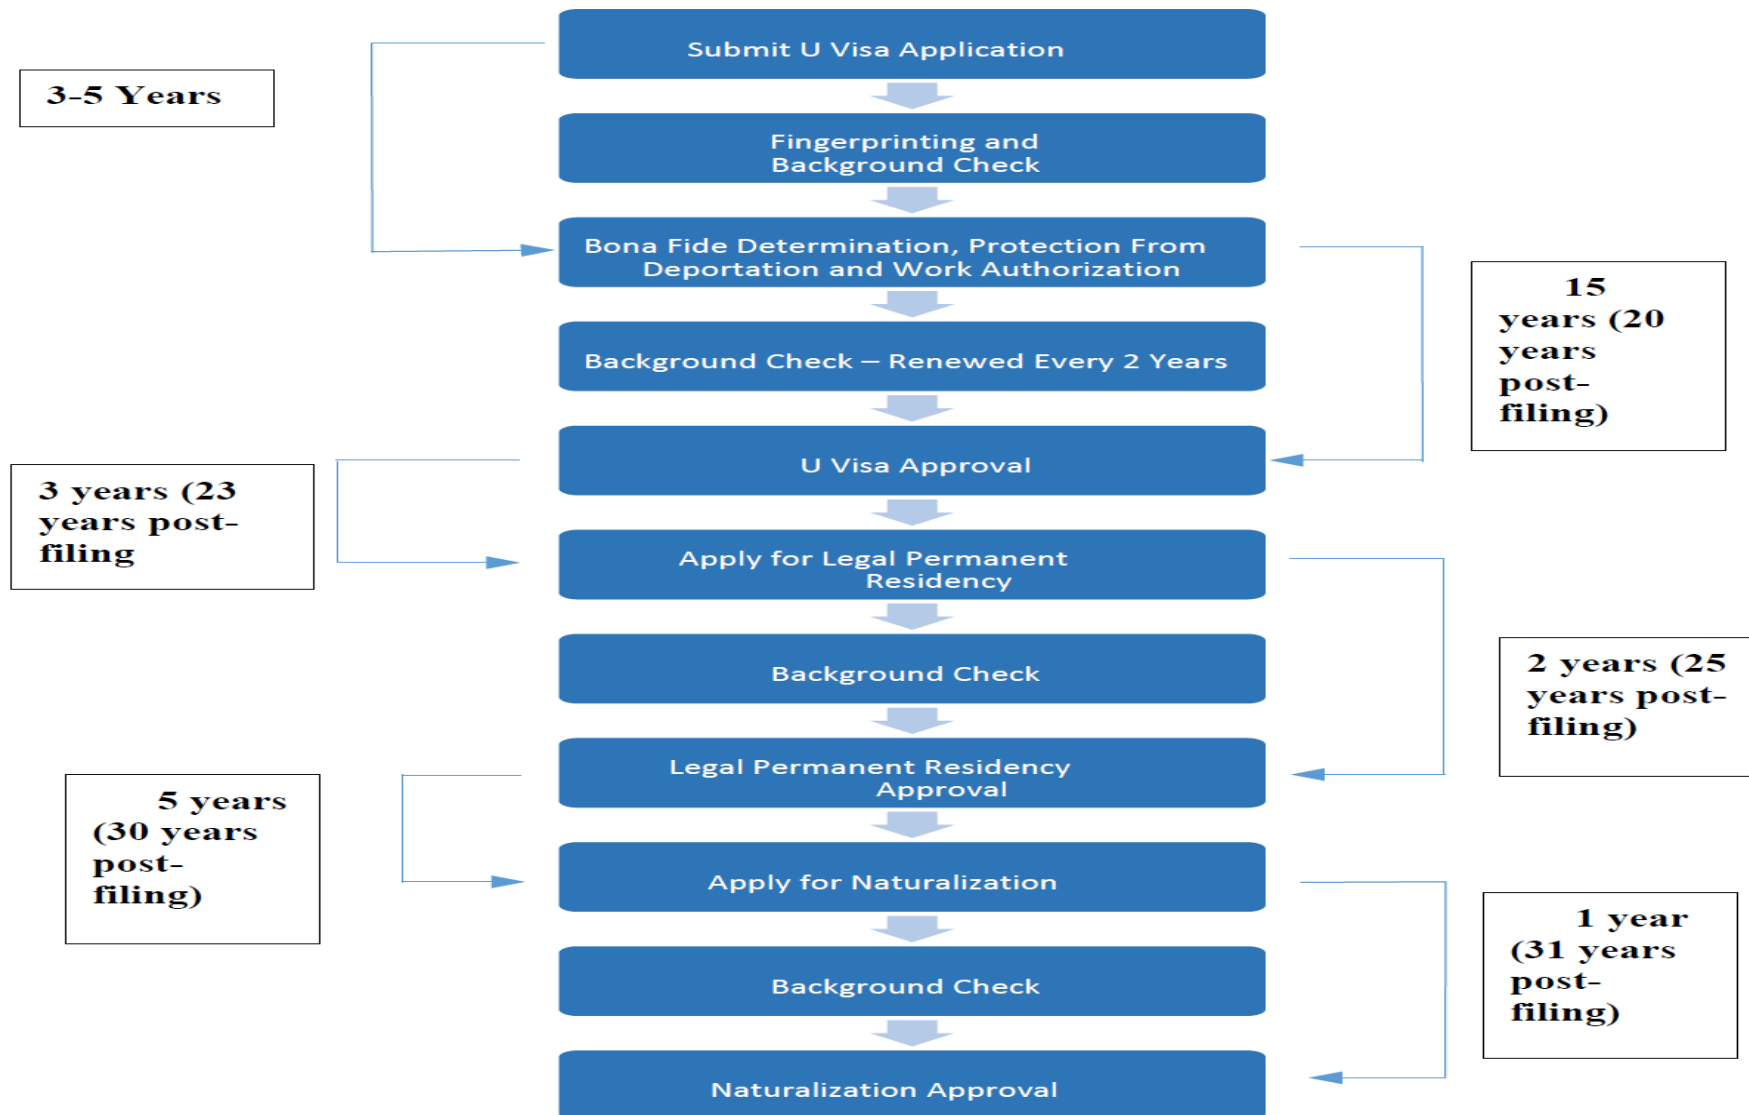 Submit U Visa Application
3-5 Years
Fingerprinting and
Background Check
Bona Fide Determination, Protection From
Deportation and Work Authorization
15
years (20
years
post-
filing)
Background Check – Renewed Every 2 Years
U Visa Approval
3 years (23
years post-
filing
Apply for Legal Permanent
Residency
Background Check
2 years (25
years post-
filing)
Legal Permanent Residency
Approval
5 years
(30 years
post-
filing)
Apply for Naturalization
1 year
(31 years
post-
filing)
Background Check
Naturalization Approval